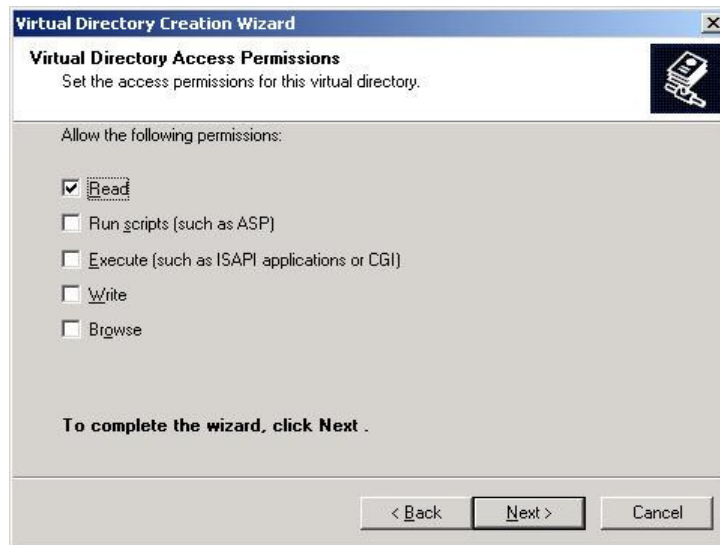 Virtual Directory Creation Wizard
Virtual Directory Access Permissions
Set the access permissions for this virtual directory.
Allow the following permissions:
Read
Run scripts (such as ASP)
Execute (such as ISAPI applications or CGI)
Write
Browse
To complete the wizard, click Next .
< Back Next > Cancel